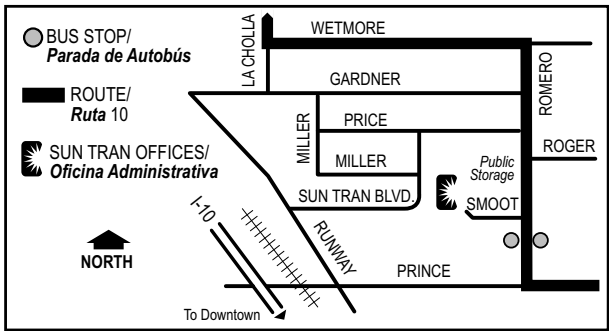 BUS STOP/
Parada de Autobús
ROUTE/
Ruta 10
SUN TRAN OFFICES/
Oficina Administrativa
NORTH
LA CHOLLA
WETMORE
GARDNER
MILLER
PRICE
MILLER
SUN TRAN BLVD.
Public
Storage
SMOOT
ROMERO
ROGER
I-10
RUNWAY
PRINCE
To Downtown